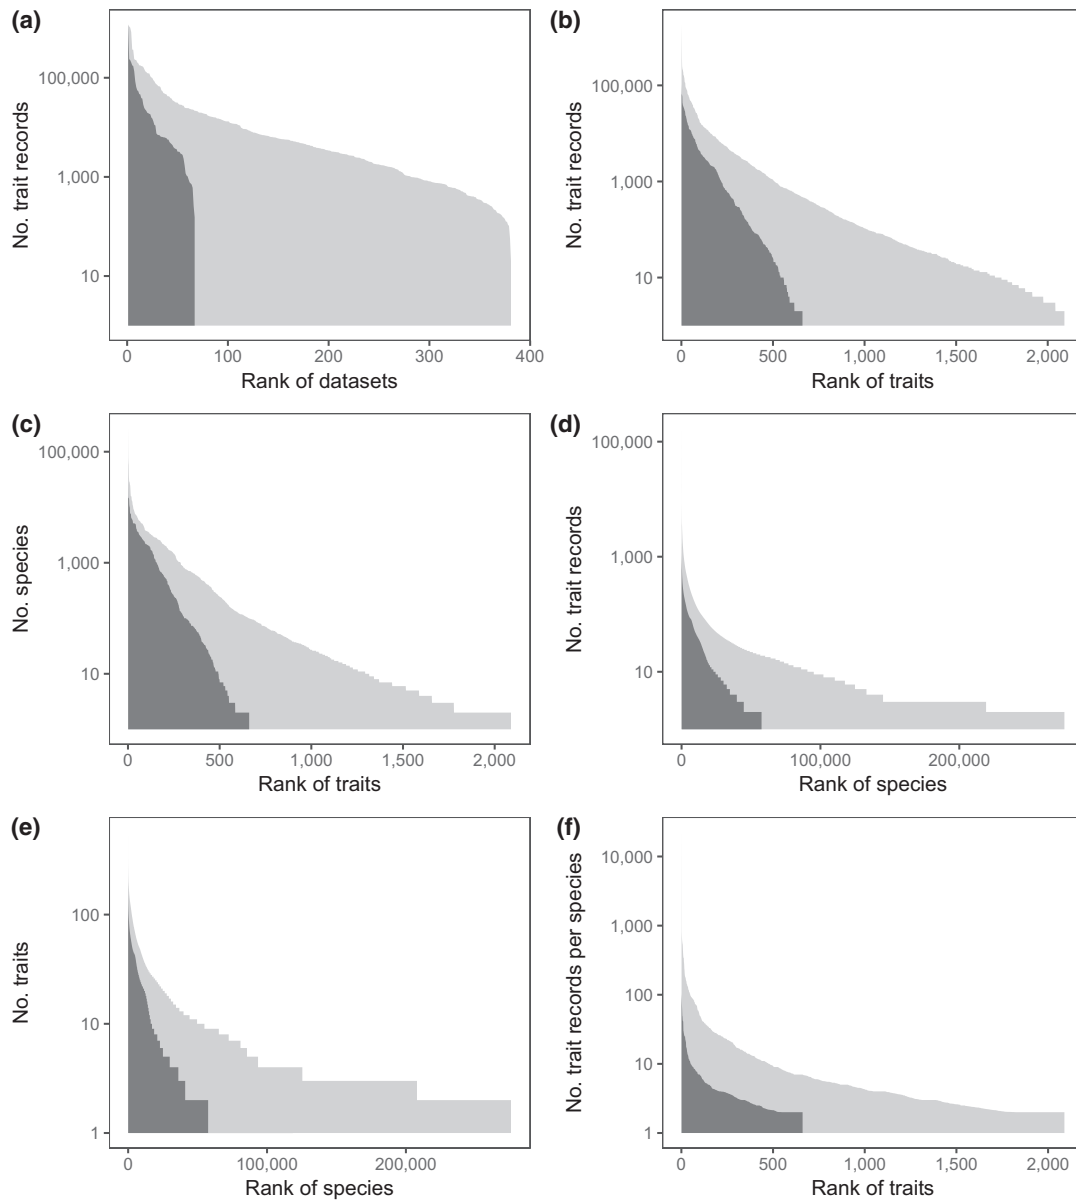 (a)
No. trait records
100,000
1,000
10
0 100 200 300 400
Rank of datasets
(b)
No. trait records
100,000
1,000
10
0 500 1,000 1,500 2,000
Rank of traits
(c)
No. species
100,000
1,000
10
0 500 1,000 1,500 2,000
Rank of traits
(d)
No. trait records
100,000
1,000
10
0 100,000 200,000
Rank of species
(e)
No. traits
100
10
1
0 100,000 200,000
Rank of species
(f)
No. trait records per species
10,000
1,000
100
10
1
0 500 1,000 1,500 2,000
Rank of traits